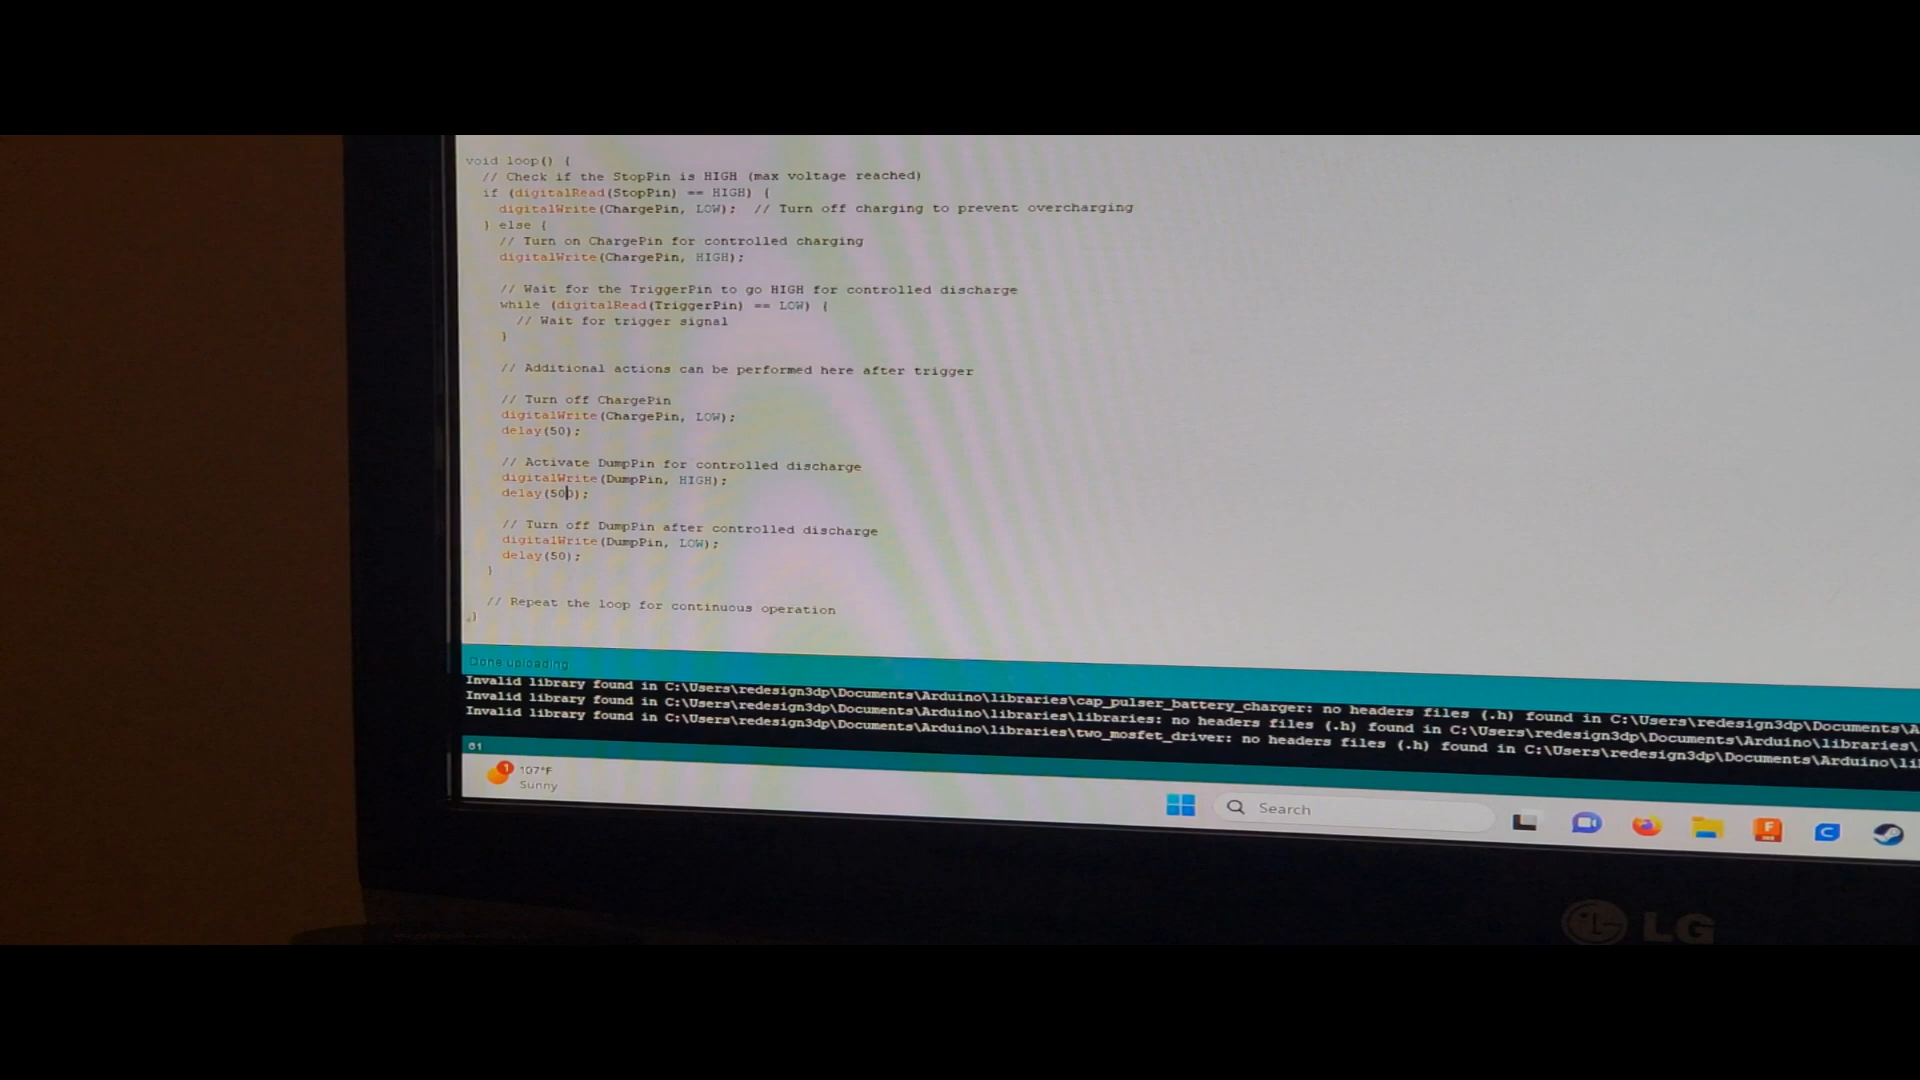 void loop() {
// Check if the StopPin is HIGH (max voltage reached)
if (digitalRead(StopPin) == HIGH) {
digitalWrite(ChargePin, LOW); // Turn off charging to prevent overcharging
} else {
// Turn on ChargePin for controlled charging
digitalWrite(ChargePin, HIGH);
// Wait for the TriggerPin to go HIGH for controlled discharge
while (digitalRead(TriggerPin) == LOW) {
// Wait for trigger signal
}
// Additional actions can be performed here after trigger
// Turn off ChargePin
digitalWrite(ChargePin, LOW);
delay(50);
// Activate DumpPin for controlled discharge
digitalWrite(DumpPin, HIGH);
delay(500);
// Turn off DumpPin after controlled discharge
digitalWrite(DumpPin, LOW);
delay(50);
}
// Repeat the loop for continuous operation
}
Done uploading
Invalid library found in C:\Users\redesign3dp\Documents\Arduino\libraries\cap_pulser_battery_charger: no headers files (.h) found in C:\Users\redesign3dp\Documents\A
Invalid library found in C:\Users\redesign3dp\Documents\Arduino\libraries\libraries: no headers files (.h) found in C:\Users\redesign3dp\Documents\Arduino\libraries\
Invalid library found in C:\Users\redesign3dp\Documents\Arduino\libraries\two_mosfet_driver: no headers files (.h) found in C:\Users\redesign3dp\Documents\Arduino\li
61
1
107°F
Sunny
Search
LG